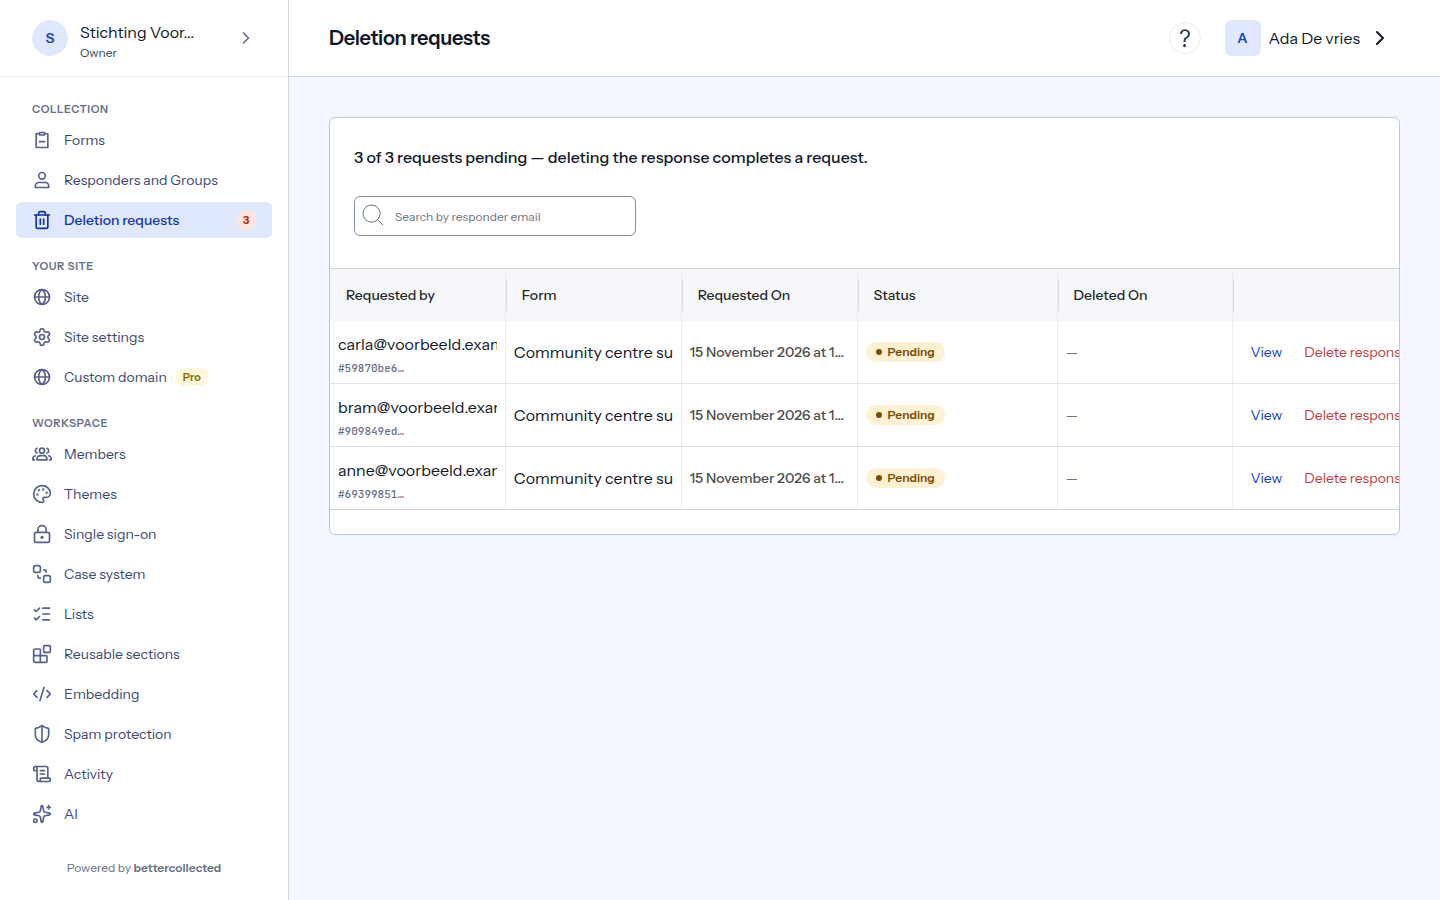 S
Stichting Voor...
Owner
Deletion requests
?
A
Ada De vries
COLLECTION
Forms
Responders and Groups
Deletion requests
3
YOUR SITE
Site
Site settings
Custom domain
Pro
WORKSPACE
Members
Themes
Single sign-on
Case system
Lists
Reusable sections
Embedding
Spam protection
Activity
AI
Powered by bettercollected
3 of 3 requests pending — deleting the response completes a request.
Search by responder email
Requested by
Form
Requested On
Status
Deleted On
carla@voorbeeld.exan
#59870be6…
Community centre su
15 November 2026 at 1...
Pending
—
View
Delete respons
bram@voorbeeld.exar
#909849ed…
Community centre su
15 November 2026 at 1...
Pending
—
View
Delete respons
anne@voorbeeld.exar
#69399851…
Community centre su
15 November 2026 at 1...
Pending
—
View
Delete respons